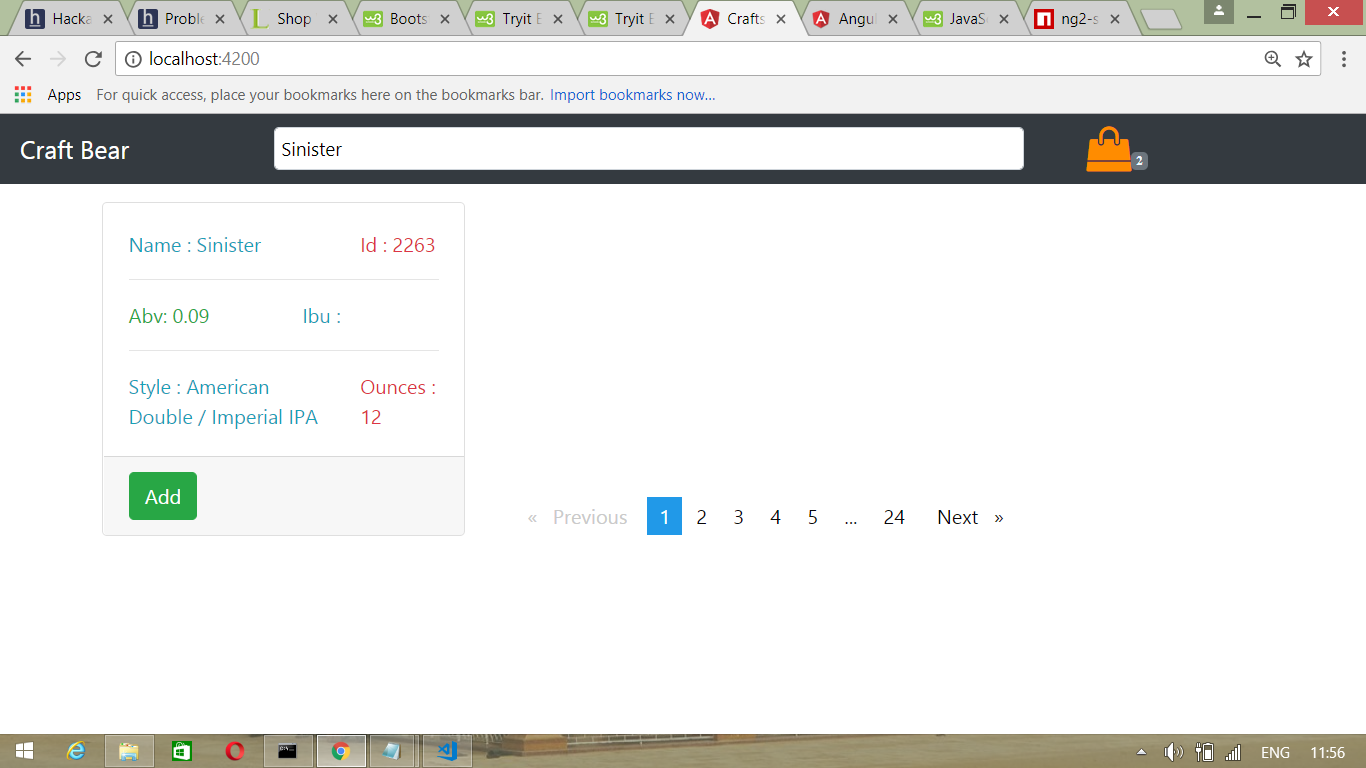 Hacka
Proble
Shop
Boots
Tryit E
Tryit E
Crafts
Angul
JavaSc
ng2-s
localhost:4200
Apps For quick access, place your bookmarks here on the bookmarks bar. Import bookmarks now...
Craft Bear
Sinister
2
Name : Sinister Id : 2263
Abv: 0.09 Ibu :
Style : American Double / Imperial IPA
Ounces : 12
Add
« Previous 1 2 3 4 5 ... 24 Next »
ENG 11:56